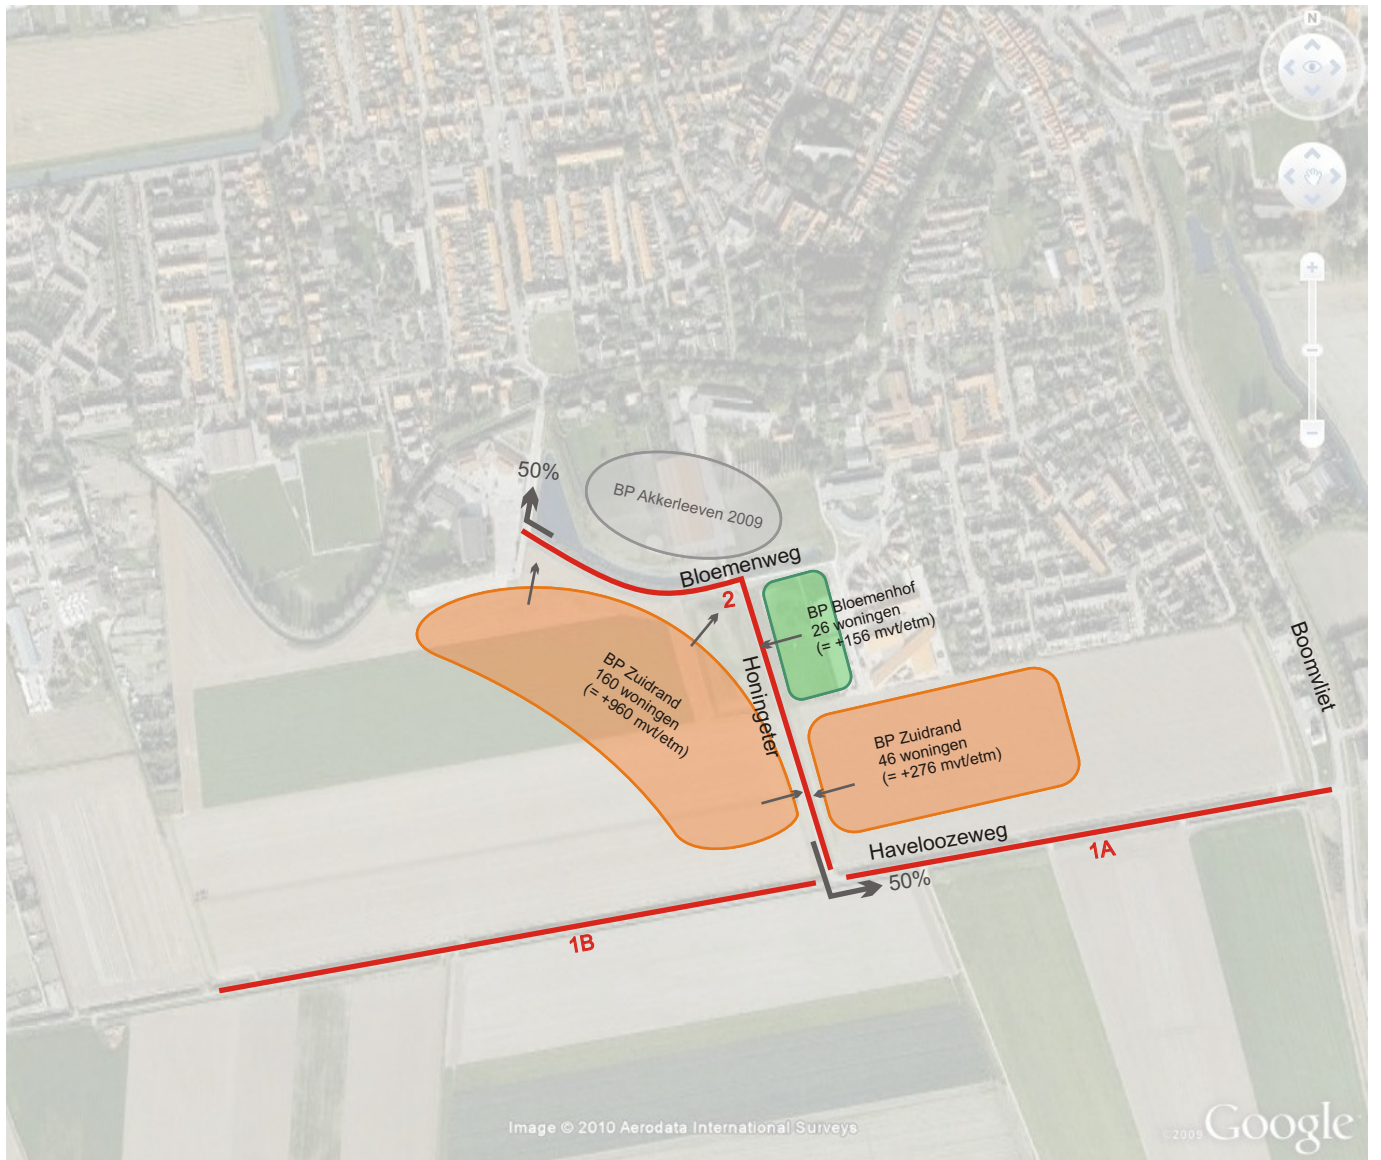 N
50%
BP Akkerleeven 2009
Bloemenweg
2
BP Bloemenhof
26 woningen
(= +156 mvt/etm)
Boomvliet
BP Zuidrand
160 woningen
(= +960 mvt/etm)
Honingeter
BP Zuidrand
46 woningen
(= +276 mvt/etm)
Haveloozeweg
1A
50%
1B
Image © 2010 Aerodata International Surveys
©2009 Google